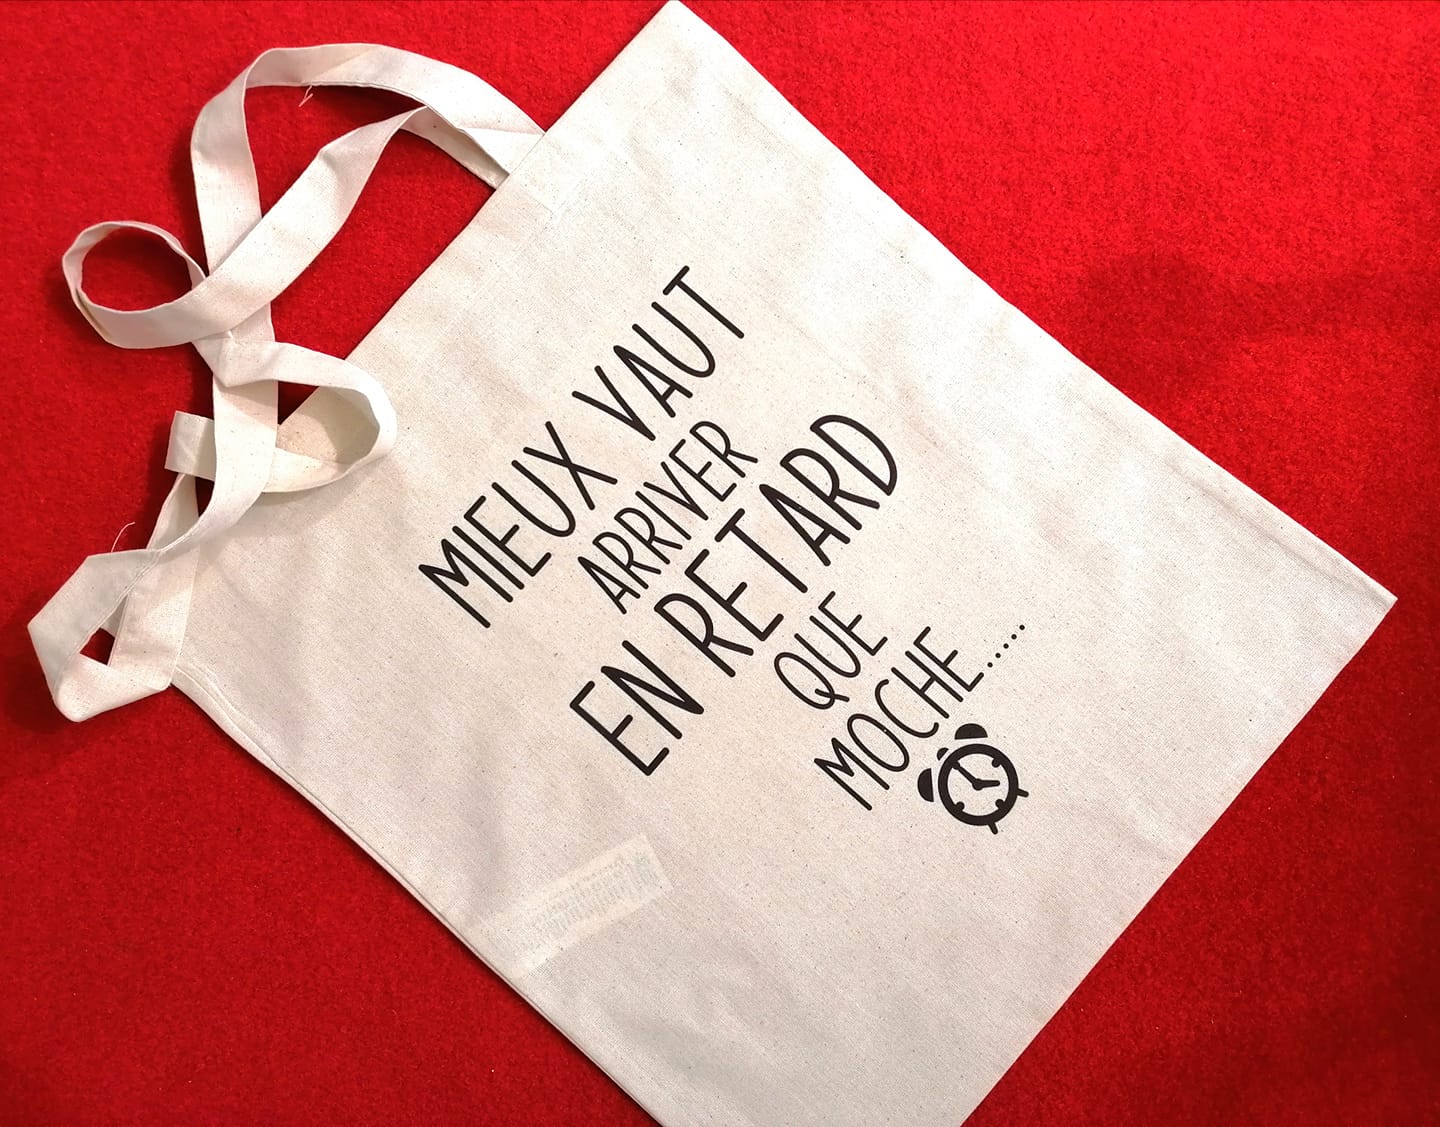 MIEUX VAUT
ARRIVER
EN RETARD
QUE
MOCHE......